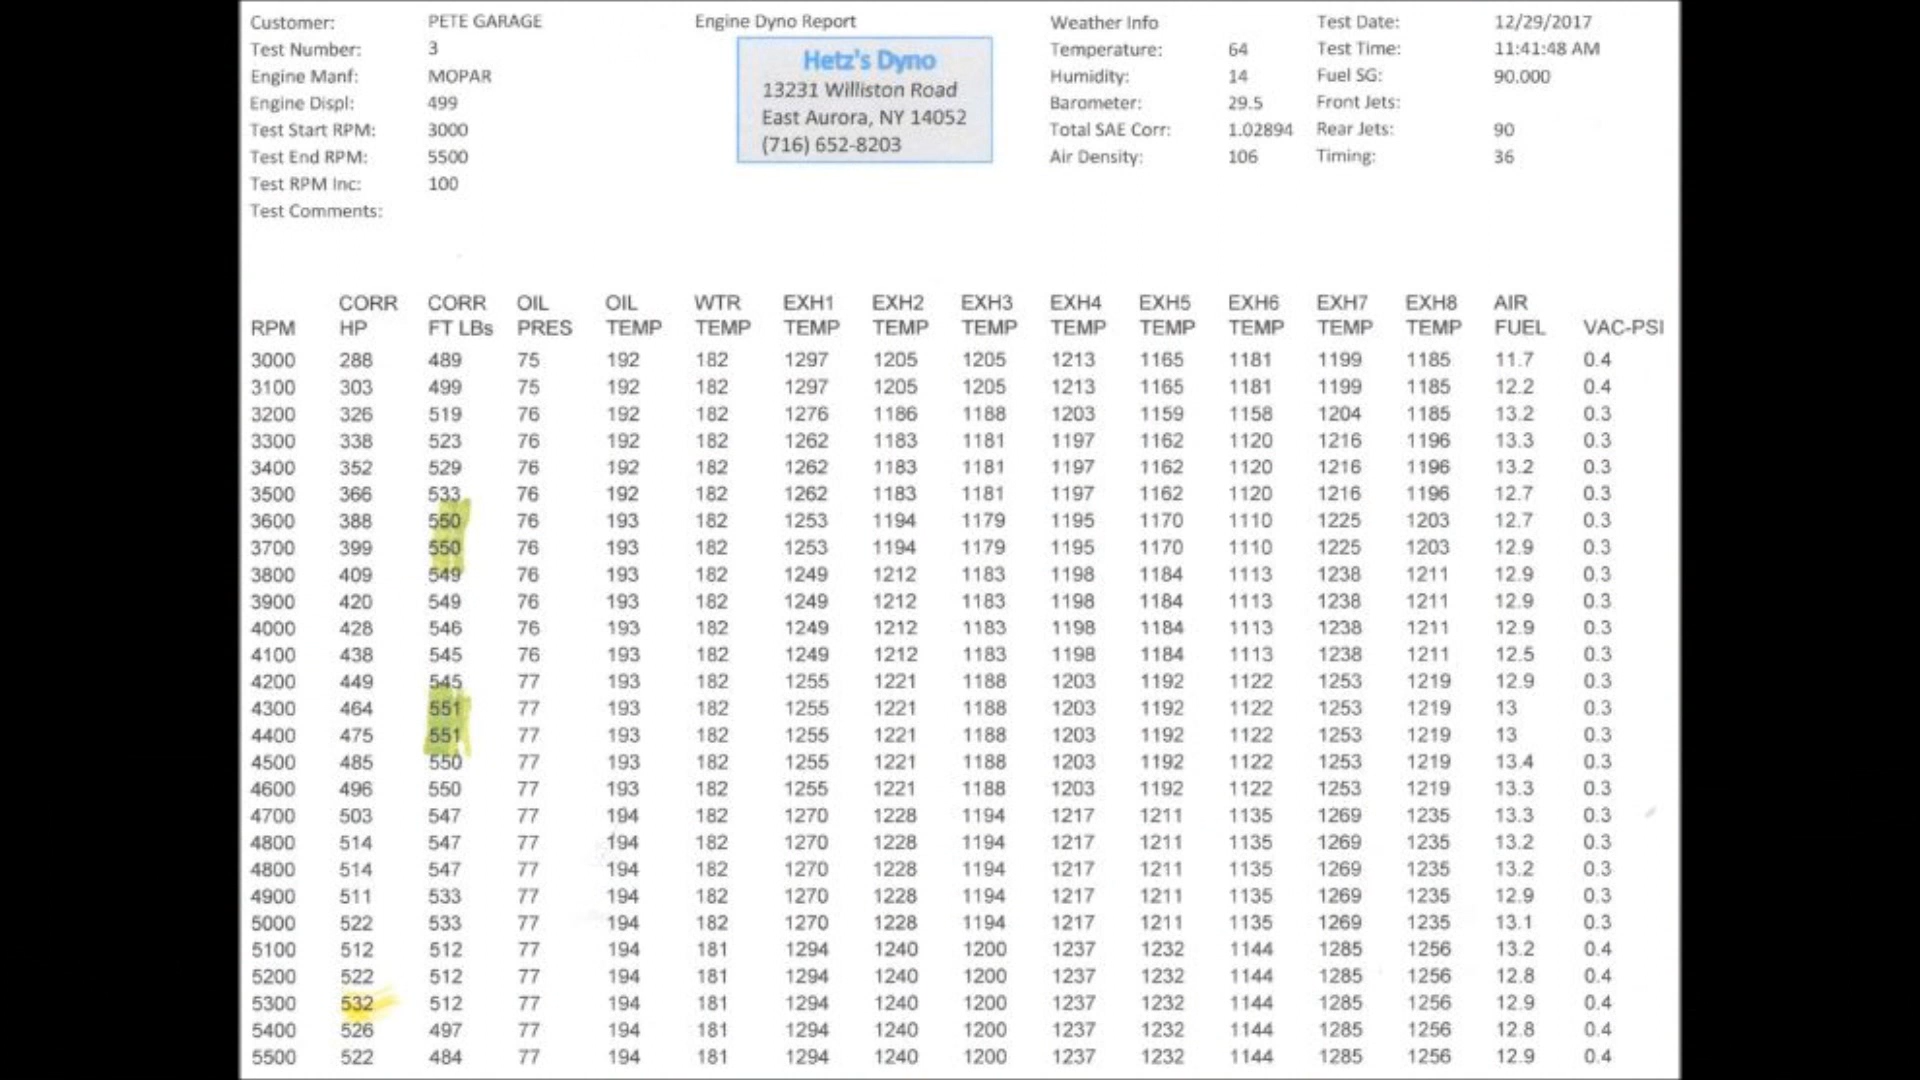 Customer: PETE GARAGE Engine Dyno Report Weather Info Test Date: 12/29/2017
Test Number: 3 Temperature: 64 Test Time: 11:41:48 AM
Engine Manf: MOPAR Humidity: 14 Fuel SG: 90.000
Engine Displ: 499 Barometer: 29.5 Front Jets:
Test Start RPM: 3000 Total SAE Corr: 1.02894 Rear Jets: 90
Test End RPM: 5500 Air Density: 106 Timing: 36
Test RPM Inc: 100
Test Comments:
Hetz's Dyno
13231 Williston Road
East Aurora, NY 14052
(716) 652-8203
CORR CORR OIL OIL WTR EXH1 EXH2 EXH3 EXH4 EXH5 EXH6 EXH7 EXH8 AIR
RPM HP FT LBs PRES TEMP TEMP TEMP TEMP TEMP TEMP TEMP TEMP TEMP TEMP FUEL VAC-PSI
3000 288 489 75 192 182 1297 1205 1205 1213 1165 1181 1199 1185 11.7 0.4
3100 303 499 75 192 182 1297 1205 1205 1213 1165 1181 1199 1185 12.2 0.4
3200 326 519 76 192 182 1276 1186 1188 1203 1159 1158 1204 1185 13.2 0.3
3300 338 523 76 192 182 1262 1183 1181 1197 1162 1120 1216 1196 13.3 0.3
3400 352 529 76 192 182 1262 1183 1181 1197 1162 1120 1216 1196 13.2 0.3
3500 366 533 76 192 182 1262 1183 1181 1197 1162 1120 1216 1196 12.7 0.3
3600 388 550 76 193 182 1253 1194 1179 1195 1170 1110 1225 1203 12.7 0.3
3700 399 550 76 193 182 1253 1194 1179 1195 1170 1110 1225 1203 12.9 0.3
3800 409 549 76 193 182 1249 1212 1183 1198 1184 1113 1238 1211 12.9 0.3
3900 420 549 76 193 182 1249 1212 1183 1198 1184 1113 1238 1211 12.9 0.3
4000 428 546 76 193 182 1249 1212 1183 1198 1184 1113 1238 1211 12.9 0.3
4100 438 545 76 193 182 1249 1212 1183 1198 1184 1113 1238 1211 12.5 0.3
4200 449 545 77 193 182 1255 1221 1188 1203 1192 1122 1253 1219 12.9 0.3
4300 464 551 77 193 182 1255 1221 1188 1203 1192 1122 1253 1219 13 0.3
4400 475 551 77 193 182 1255 1221 1188 1203 1192 1122 1253 1219 13 0.3
4500 485 550 77 193 182 1255 1221 1188 1203 1192 1122 1253 1219 13.4 0.3
4600 496 550 77 193 182 1255 1221 1188 1203 1192 1122 1253 1219 13.3 0.3
4700 503 547 77 194 182 1270 1228 1194 1217 1211 1135 1269 1235 13.3 0.3
4800 514 547 77 194 182 1270 1228 1194 1217 1211 1135 1269 1235 13.2 0.3
4800 514 547 77 194 182 1270 1228 1194 1217 1211 1135 1269 1235 13.2 0.3
4900 511 533 77 194 182 1270 1228 1194 1217 1211 1135 1269 1235 12.9 0.3
5000 522 533 77 194 182 1270 1228 1194 1217 1211 1135 1269 1235 13.1 0.3
5100 512 512 77 194 181 1294 1240 1200 1237 1232 1144 1285 1256 13.2 0.4
5200 522 512 77 194 181 1294 1240 1200 1237 1232 1144 1285 1256 12.8 0.4
5300 532 512 77 194 181 1294 1240 1200 1237 1232 1144 1285 1256 12.9 0.4
5400 526 497 77 194 181 1294 1240 1200 1237 1232 1144 1285 1256 12.8 0.4
5500 522 484 77 194 181 1294 1240 1200 1237 1232 1144 1285 1256 12.9 0.4